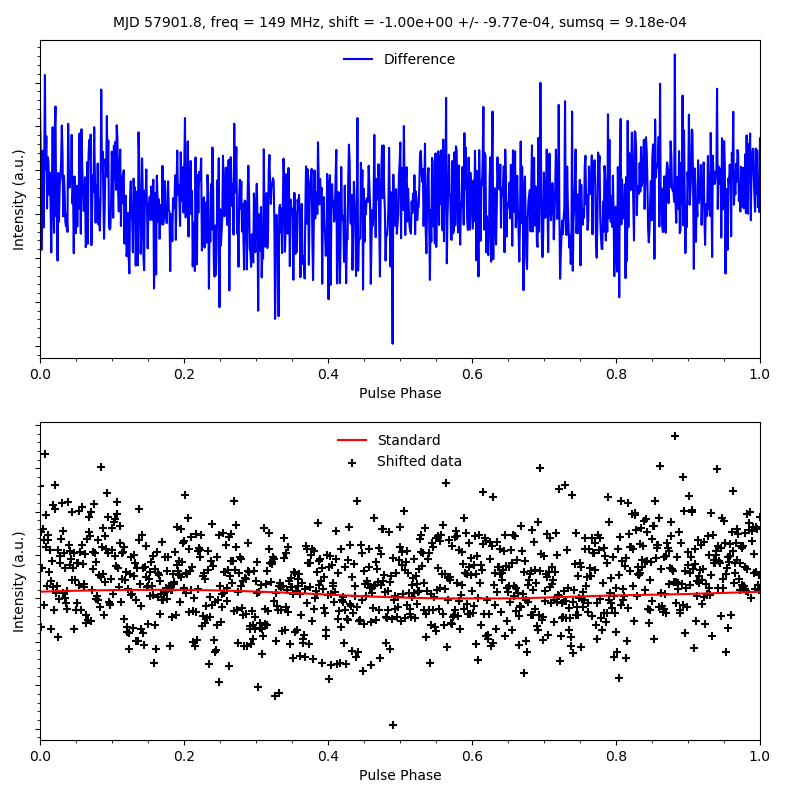 MJD 57901.8, freq = 149 MHz, shift = -1.00e+00 +/- -9.77e-04, sumsq = 9.18e-04
Difference
Intensity (a.u.)
0.0 0.2 0.4 0.6 0.8 1.0
Pulse Phase
Standard
Shifted data
Intensity (a.u.)
0.0 0.2 0.4 0.6 0.8 1.0
Pulse Phase